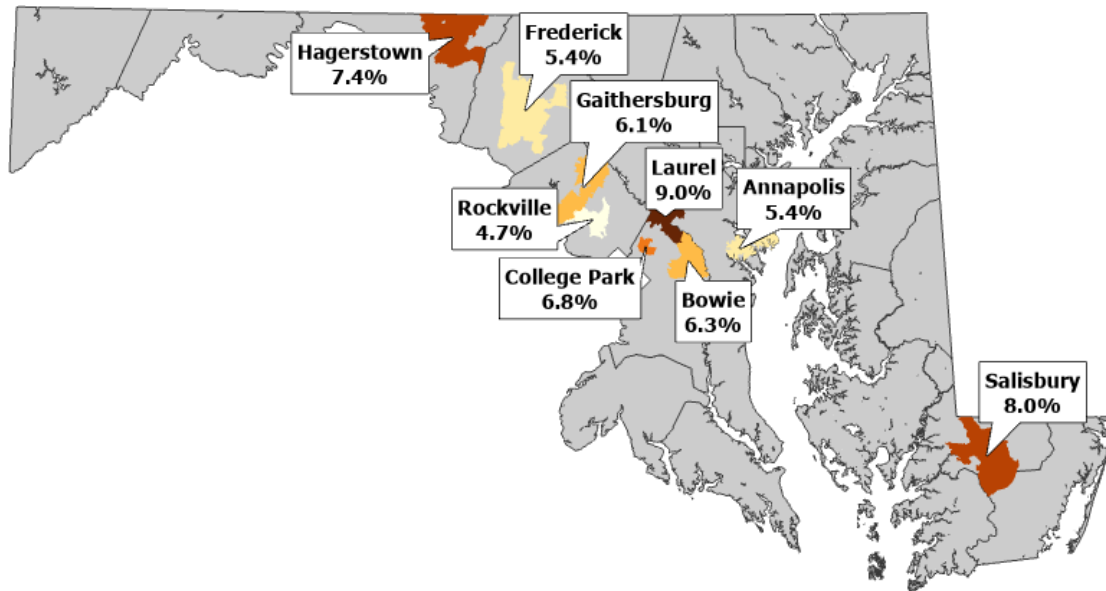 Hagerstown
7.4%
Frederick
5.4%
Gaithersburg
6.1%
Laurel
9.0%
Annapolis
5.4%
Rockville
4.7%
College Park
6.8%
Bowie
6.3%
Salisbury
8.0%